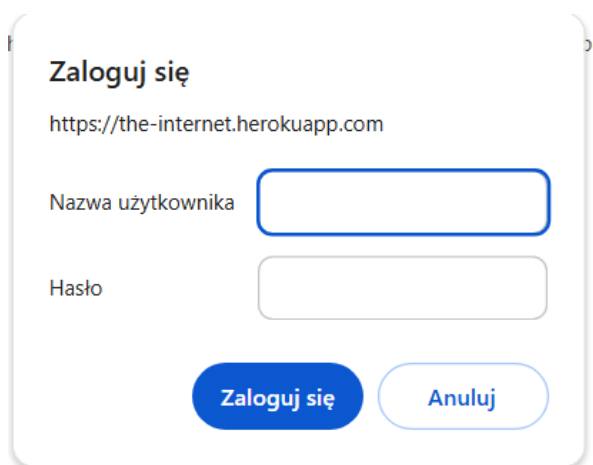 Zaloguj się
https://the-internet.herokuapp.com
Nazwa użytkownika
Hasło
Zaloguj się Anuluj